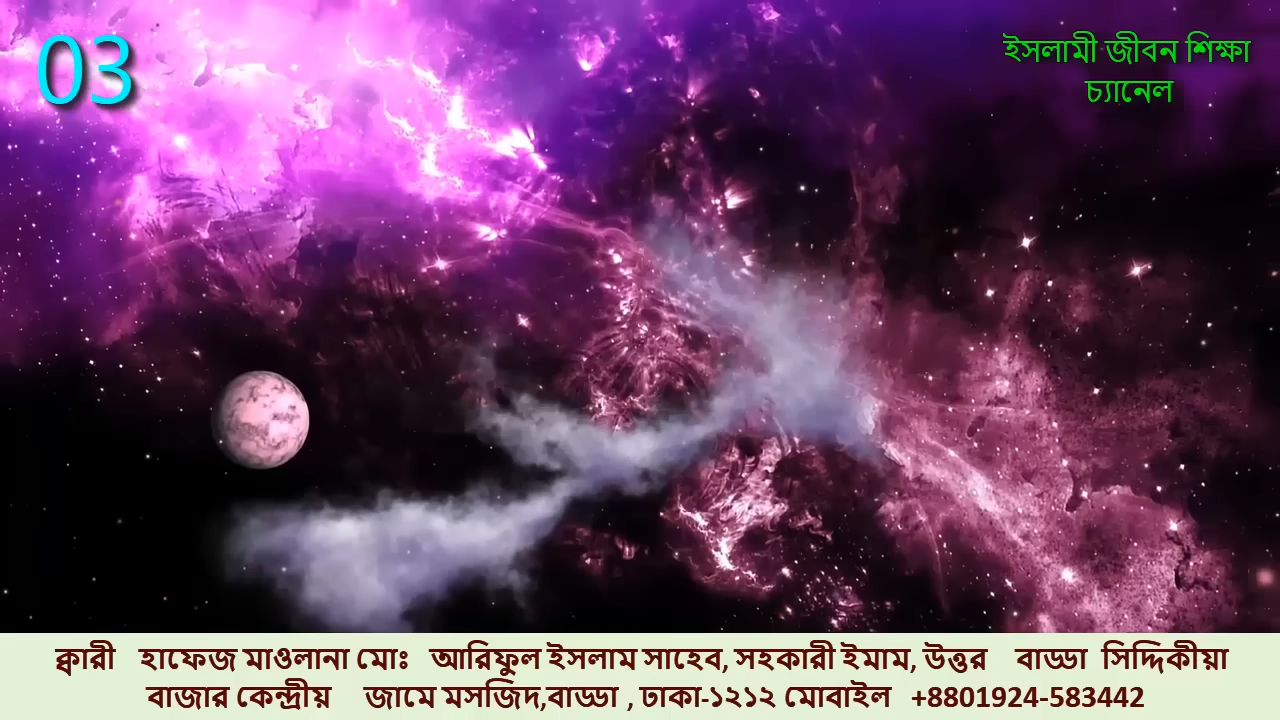 03
ইসলামী জীবন শিক্ষা
চ্যানেল
ক্বারী হাফেজ মাওলানা মোঃ আরিফুল ইসলাম সাহেব, সহকারী ইমাম, উত্তর বাড্ডা সিদ্দিকীয়া
বাজার কেন্দ্রীয় জামে মসজিদ,বাড্ডা , ঢাকা-১২১২ মোবাইল +8801924-583442